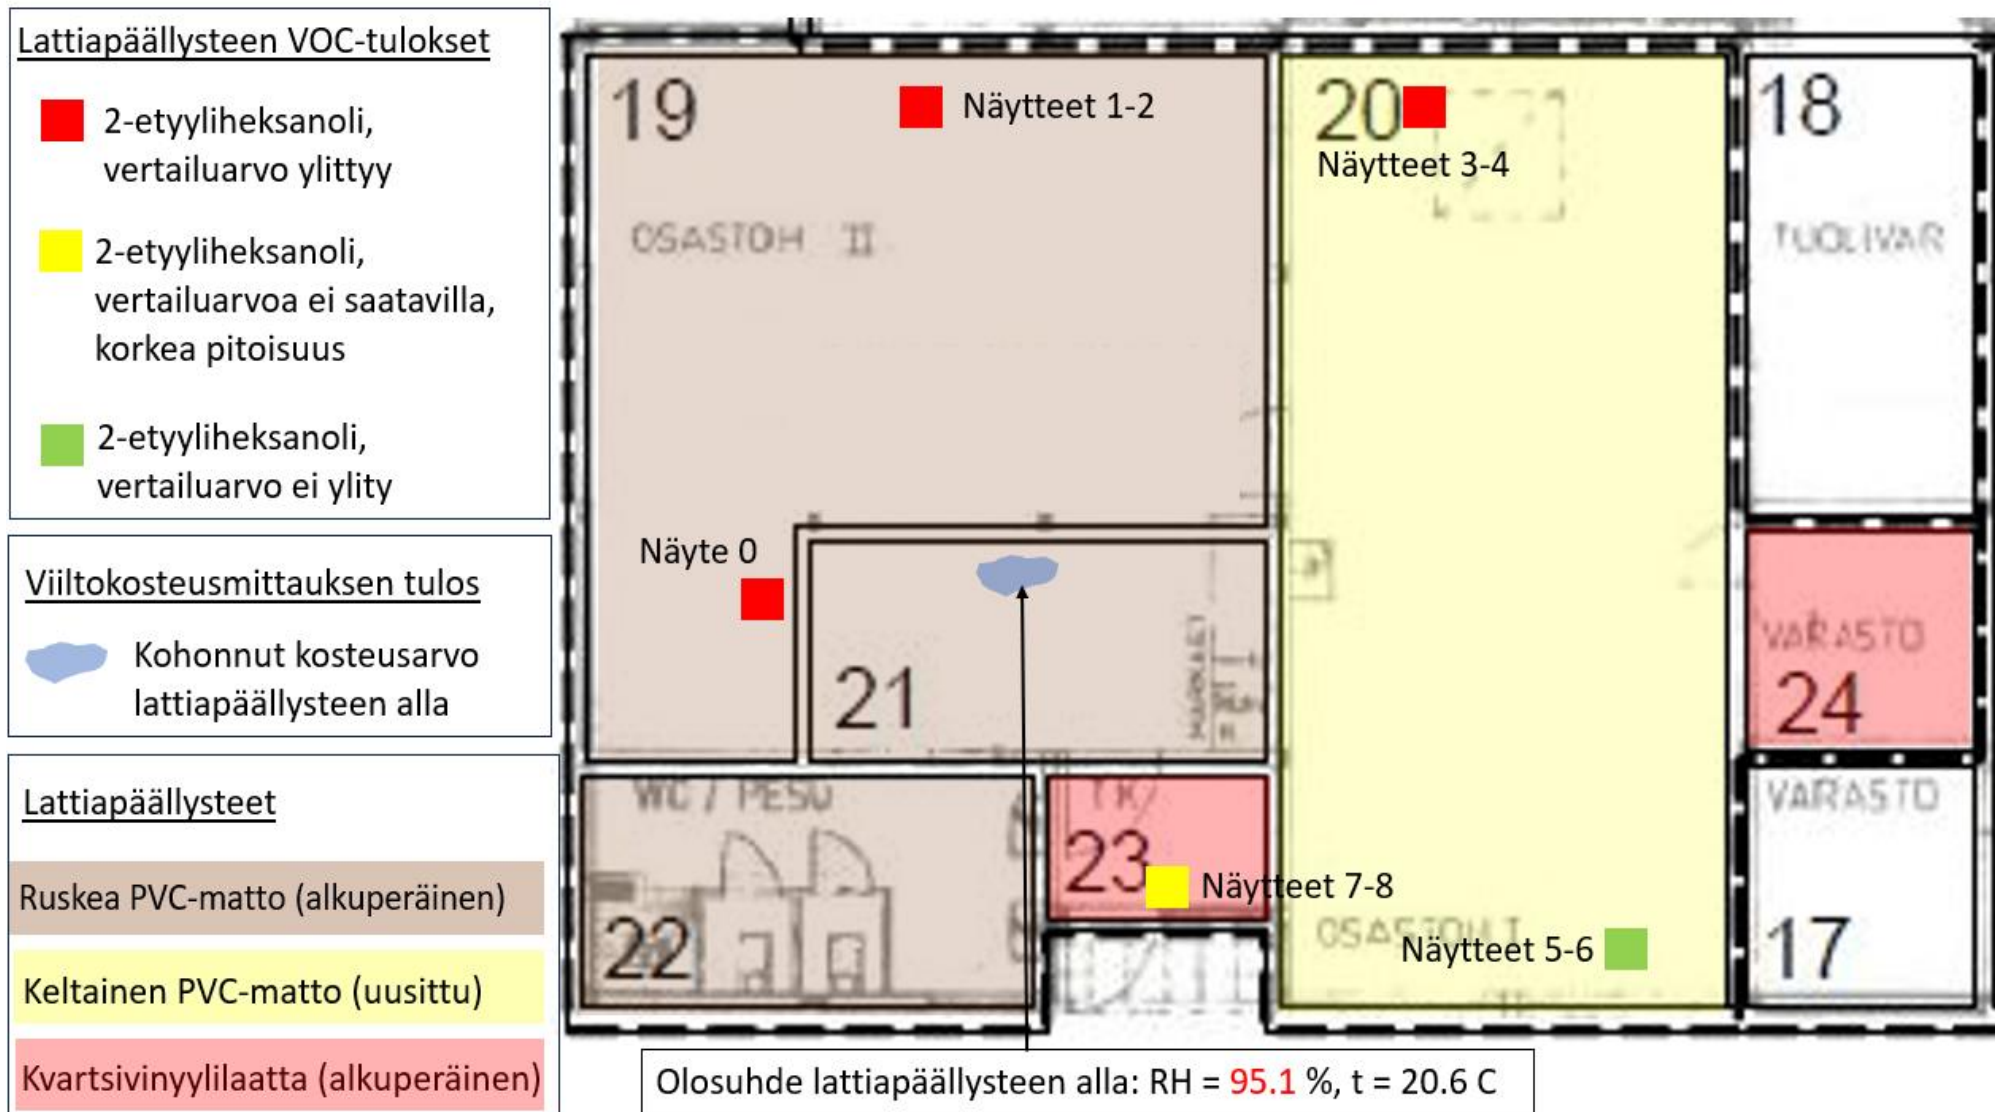 Lattiapäällysteen VOC-tulokset
2-etyyliheksanoli,
vertailuarvo ylittyy
2-etyyliheksanoli,
vertailuarvoa ei saatavilla,
korkea pitoisuus
2-etyyliheksanoli,
vertailuarvo ei ylity
Viiltokosteusmittauksen tulos
Kohonnut kosteusarvo
lattiapäällysteen alla
Lattiapäällysteet
Ruskea PVC-matto (alkuperäinen)
Keltainen PVC-matto (uusittu)
Kvartsivinyylilaatta (alkuperäinen)
19
Näytteet 1-2
OSASTOH II
Näyte 0
21
WC / PESU
22
TK
23
Näytteet 7-8
20
Näytteet 3-4
OSASTOH I
Näytteet 5-6
18
TUOLIVAR
VARASTO
24
VARASTO
17
Olosuhde lattiapäällysteen alla: RH = 95.1 %, t = 20.6 C